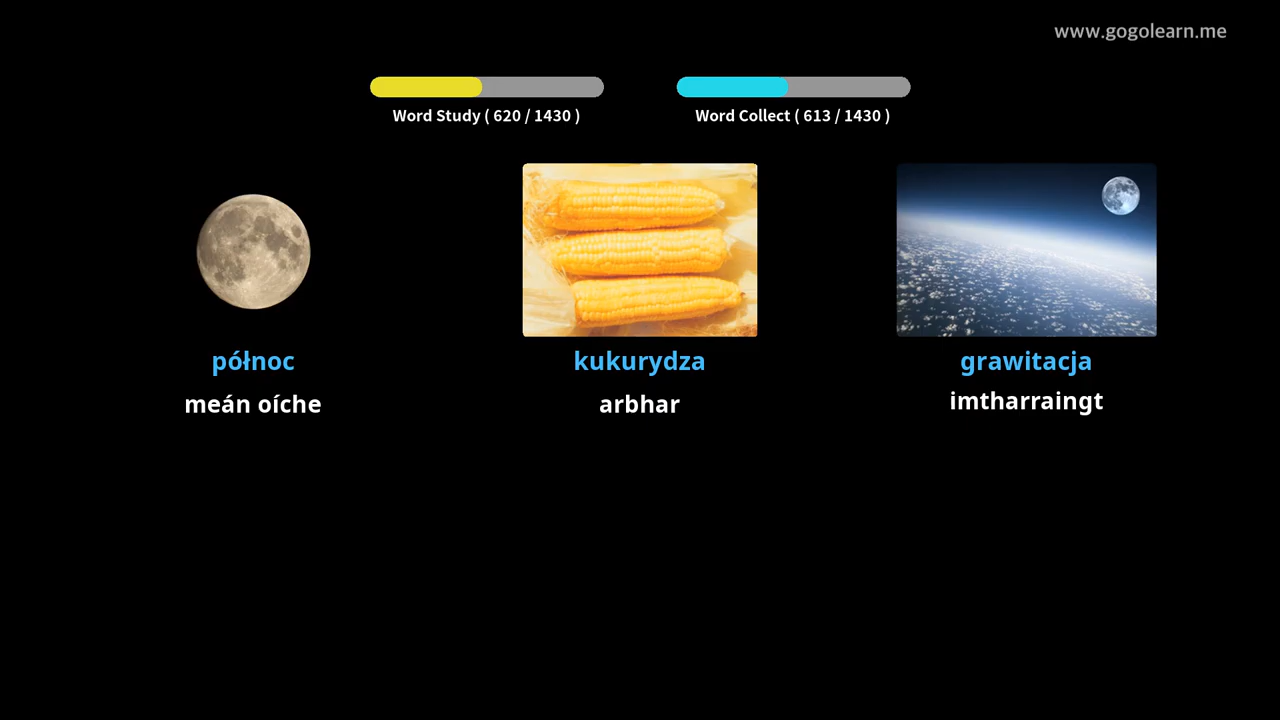 www.gogolearn.me
Word Study ( 620 / 1430 )
Word Collect ( 613 / 1430 )
północ
kukurydza
grawitacja
meán oíche
arbhar
imtharraingt